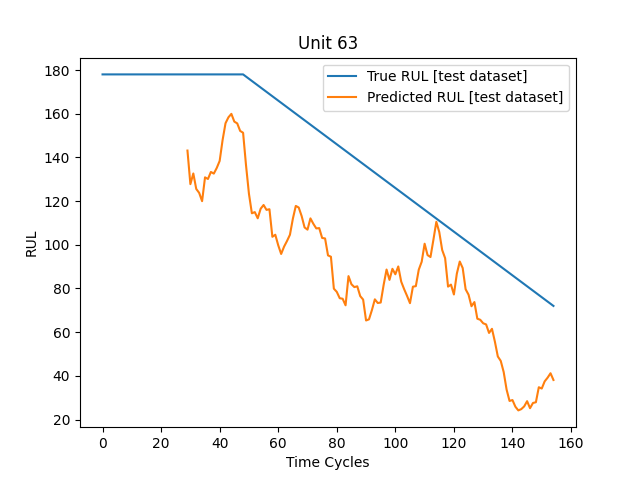 Unit 63
True RUL [test dataset]
Predicted RUL [test dataset]
180
160
140
120
100
80
60
40
20
RUL
0 20 40 60 80 100 120 140 160
Time Cycles